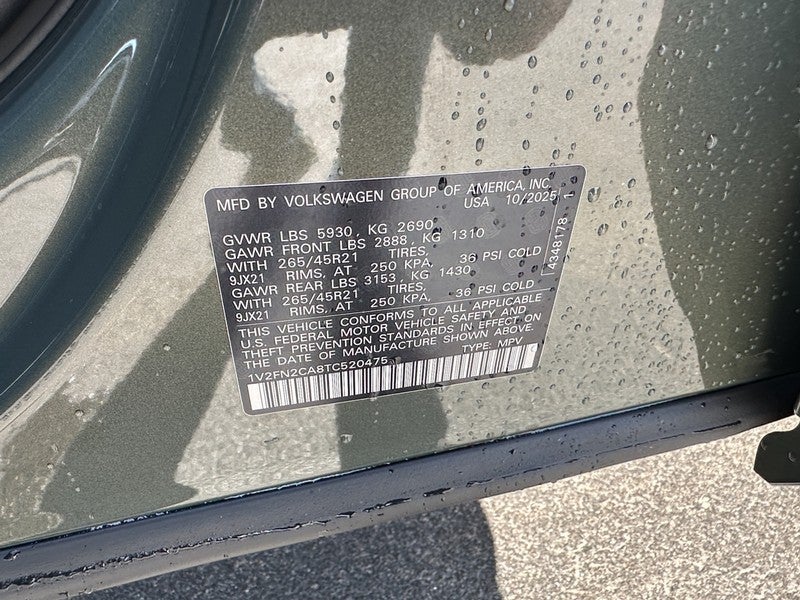 MFD BY VOLKSWAGEN GROUP OF AMERICA, INC.
USA 10/2025
GVWR LBS 5930, KG 2690
GAWR FRONT LBS 2888, KG 1310
WITH 265/45R21 TIRES,
9JX21 RIMS, AT 250 KPA, 36 PSI COLD
GAWR REAR LBS 3153, KG 1430
WITH 265/45R21 TIRES,
9JX21 RIMS, AT 250 KPA, 36 PSI COLD
THIS VEHICLE CONFORMS TO ALL APPLICABLE
U.S. FEDERAL MOTOR VEHICLE SAFETY AND
THEFT PREVENTION STANDARDS IN EFFECT ON
THE DATE OF MANUFACTURE SHOWN ABOVE.
1V2FN2CA8TC520475 TYPE: MPV
4348178 1